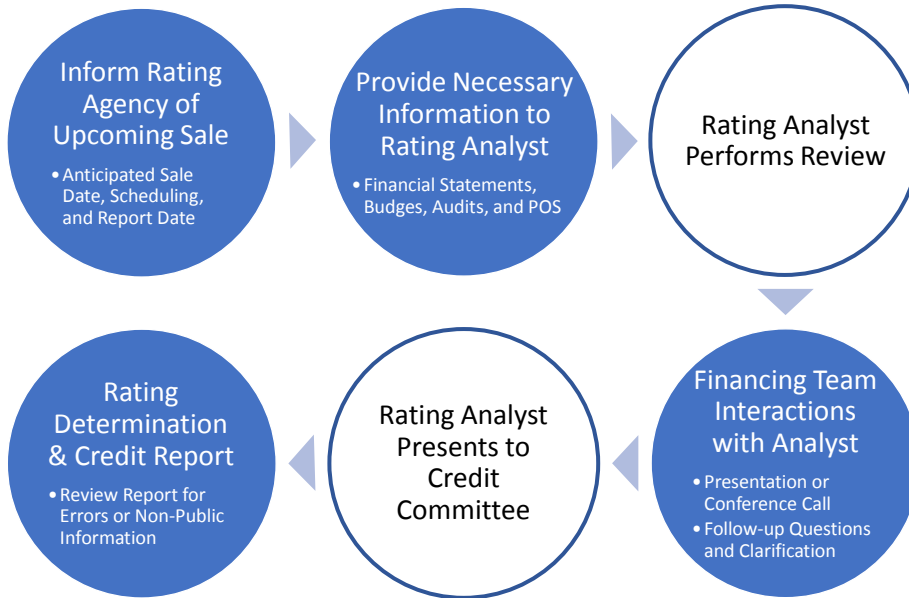 Inform Rating
Agency of
Upcoming Sale
• Anticipated Sale
Date, Scheduling,
and Report Date
Provide Necessary
Information to
Rating Analyst
• Financial Statements,
Budgets, Audits, and POS
Rating Analyst
Performs Review
Financing Team
Interactions
with Analyst
• Presentation or
Conference Call
• Follow-up Questions
and Clarification
Rating Analyst
Presents to
Credit
Committee
Rating
Determination
& Credit Report
• Review Report for
Errors or Non-Public
Information